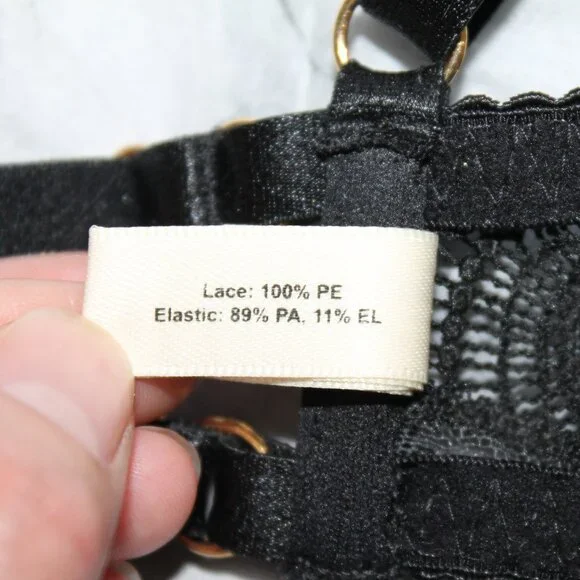 Lace: 100% PE
Elastic: 89% PA, 11% EL